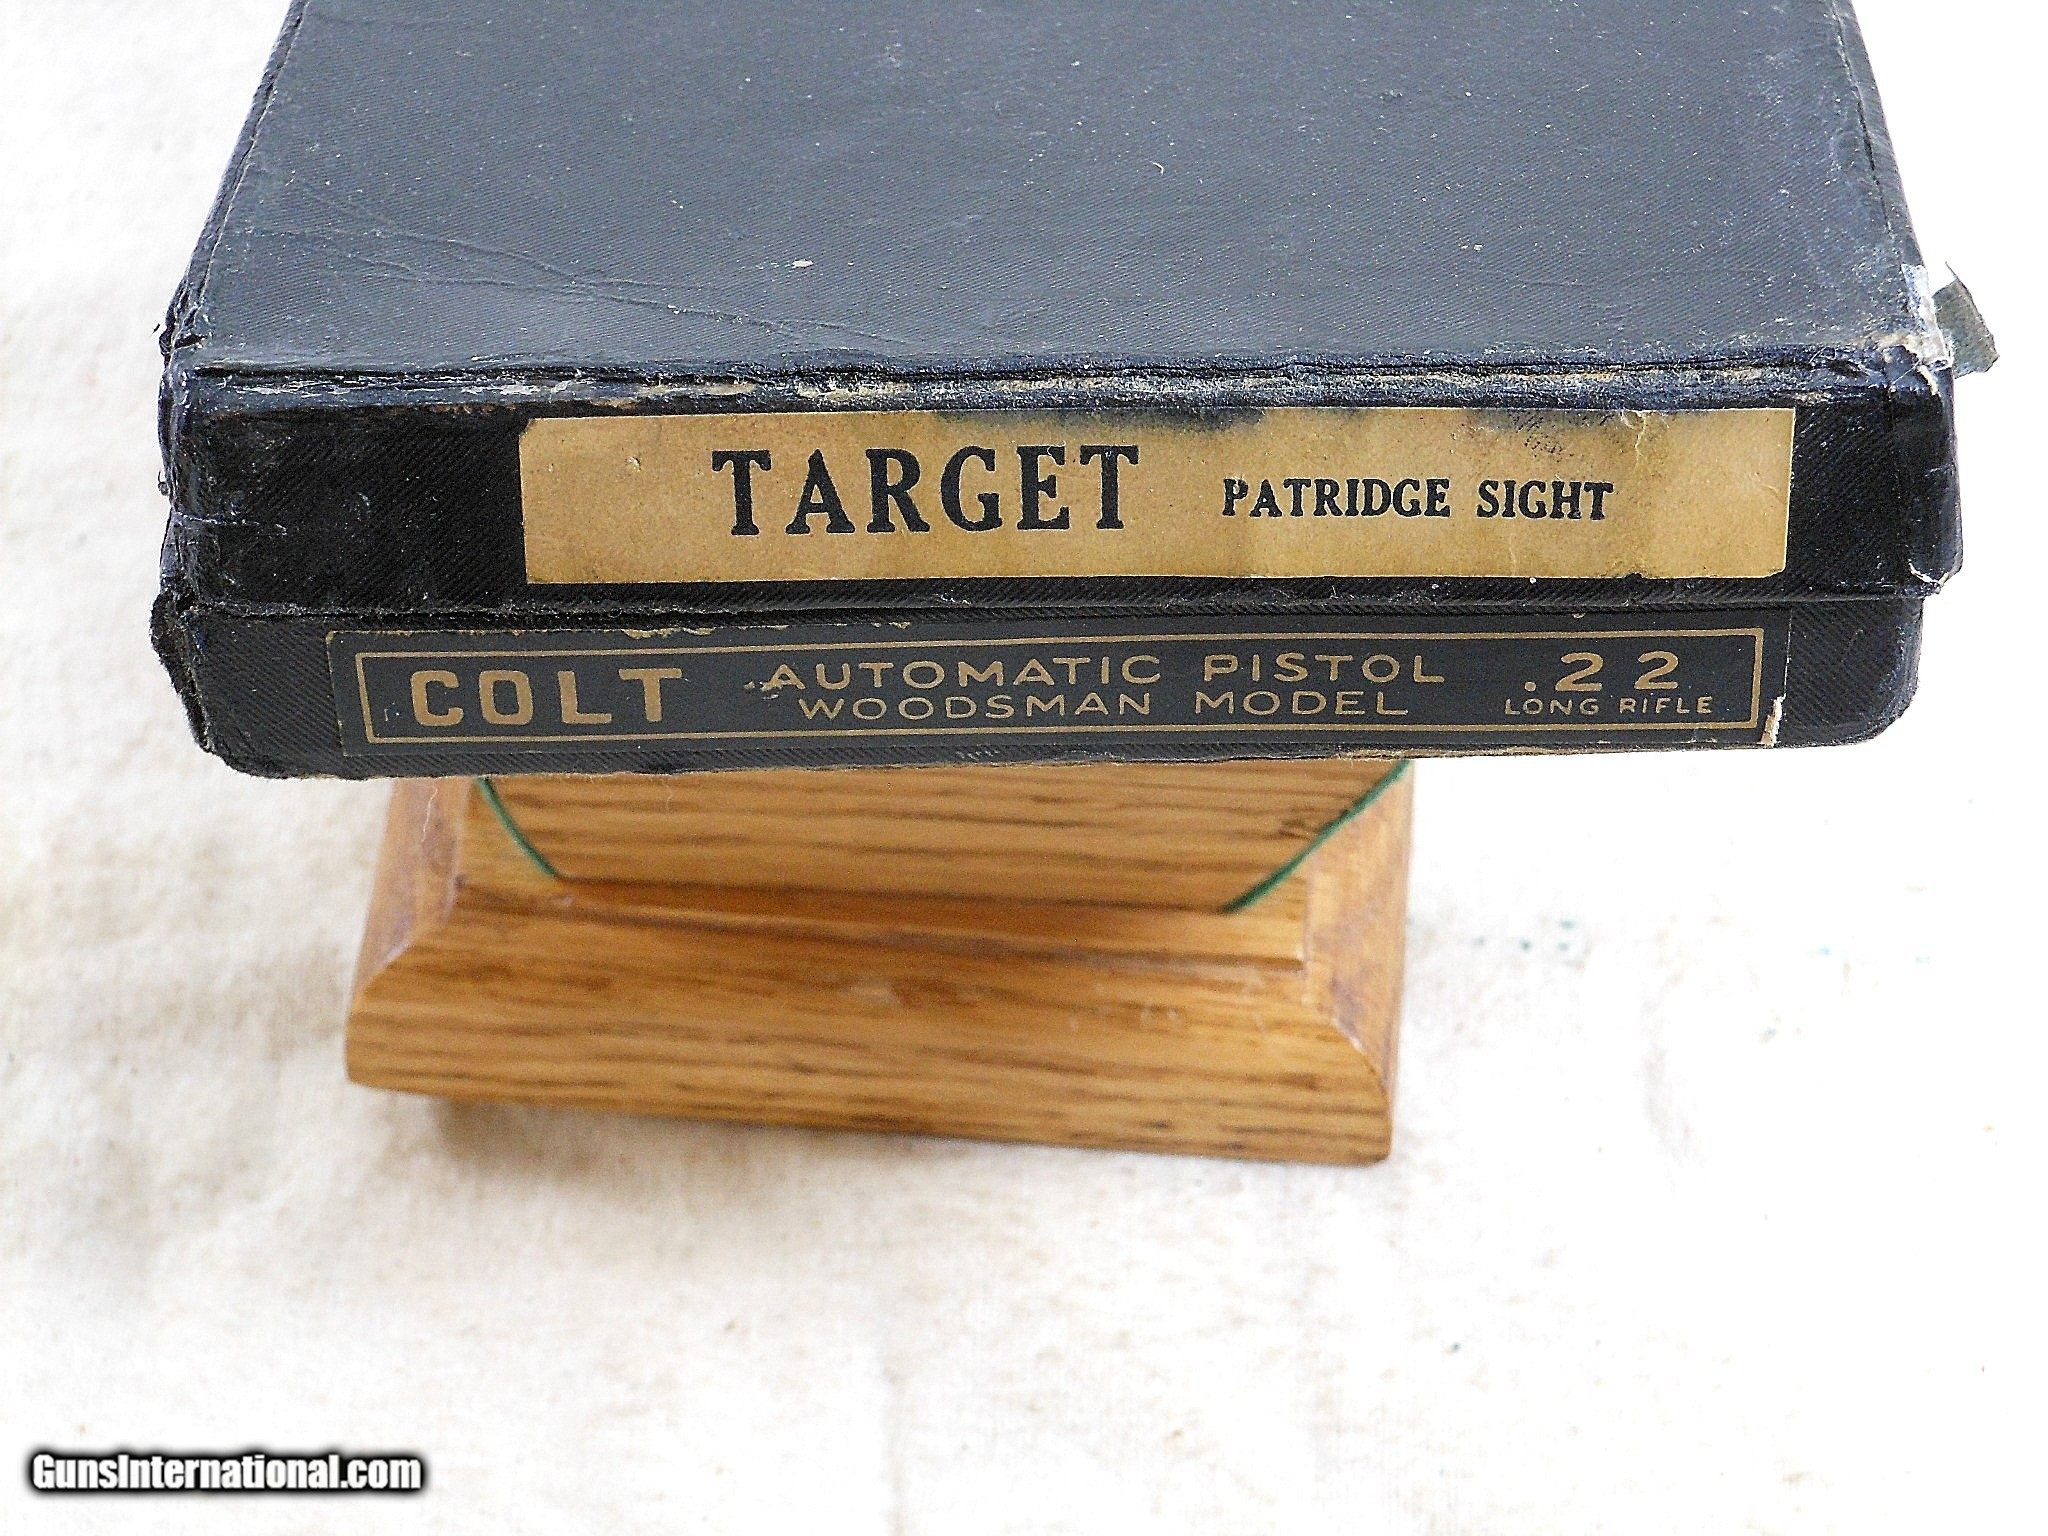 TARGET PATRIDGE SIGHT
COLT AUTOMATIC PISTOL .22
WOODSMAN MODEL LONG RIFLE
GunsInternational.com